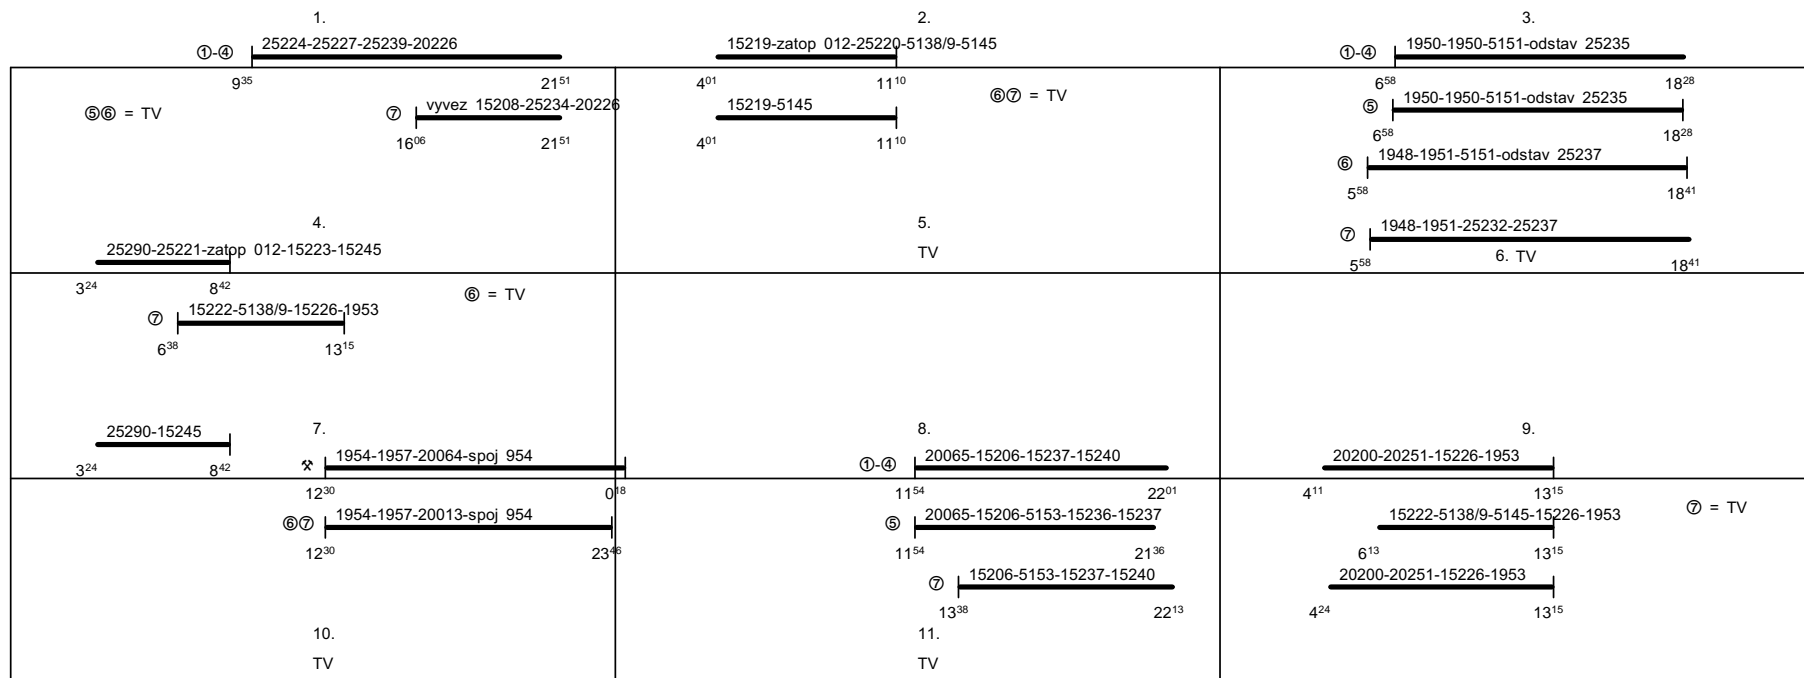 1. 2. 3.
①-④ 25224-25227-25239-20226 15219-zatop 012-25220-5138/9-5145 ①-④ 1950-1950-5151-odstav 25235
9³⁵ 21⁵¹ 4⁰¹ 11¹⁰ 6⁵⁸ 18²⁸
⑤⑥ = TV ⑦ vyvez 15208-25234-20226 15219-5145 ⑥⑦ = TV ⑤ 1950-1950-5151-odstav 25235
16⁰⁶ 21⁵¹ 4⁰¹ 11¹⁰ 6⁵⁸ 18²⁸
⑥ 1948-1951-5151-odstav 25237
5⁵⁸ 18⁴¹
4. 5. ⑦ 1948-1951-25232-25237
25290-25221-zatop 012-15223-15245 TV 6. TV
3²⁴ 8⁴² 5⁵⁸ 18⁴¹
⑦ 15222-5138/9-15226-1953 ⑥ = TV
6³⁸ 13¹⁵
25290-15245 7. 8. 9.
3²⁴ 8⁴² ⚒ 1954-1957-20064-spoj 954 ①-④ 20065-15206-15237-15240 20200-20251-15226-1953
12³⁰ 0¹⁸ 11⁵⁴ 22⁰¹ 4¹¹ 13¹⁵
⑥⑦ 1954-1957-20013-spoj 954 ⑤ 20065-15206-5153-15236-15237 15222-5138/9-5145-15226-1953 ⑦ = TV
12³⁰ 23⁴⁶ 11⁵⁴ 21³⁶ 6¹³ 13¹⁵
⑦ 15206-5153-15237-15240 20200-20251-15226-1953
13³⁸ 22¹³ 4²⁴ 13¹⁵
10. 11.
TV TV